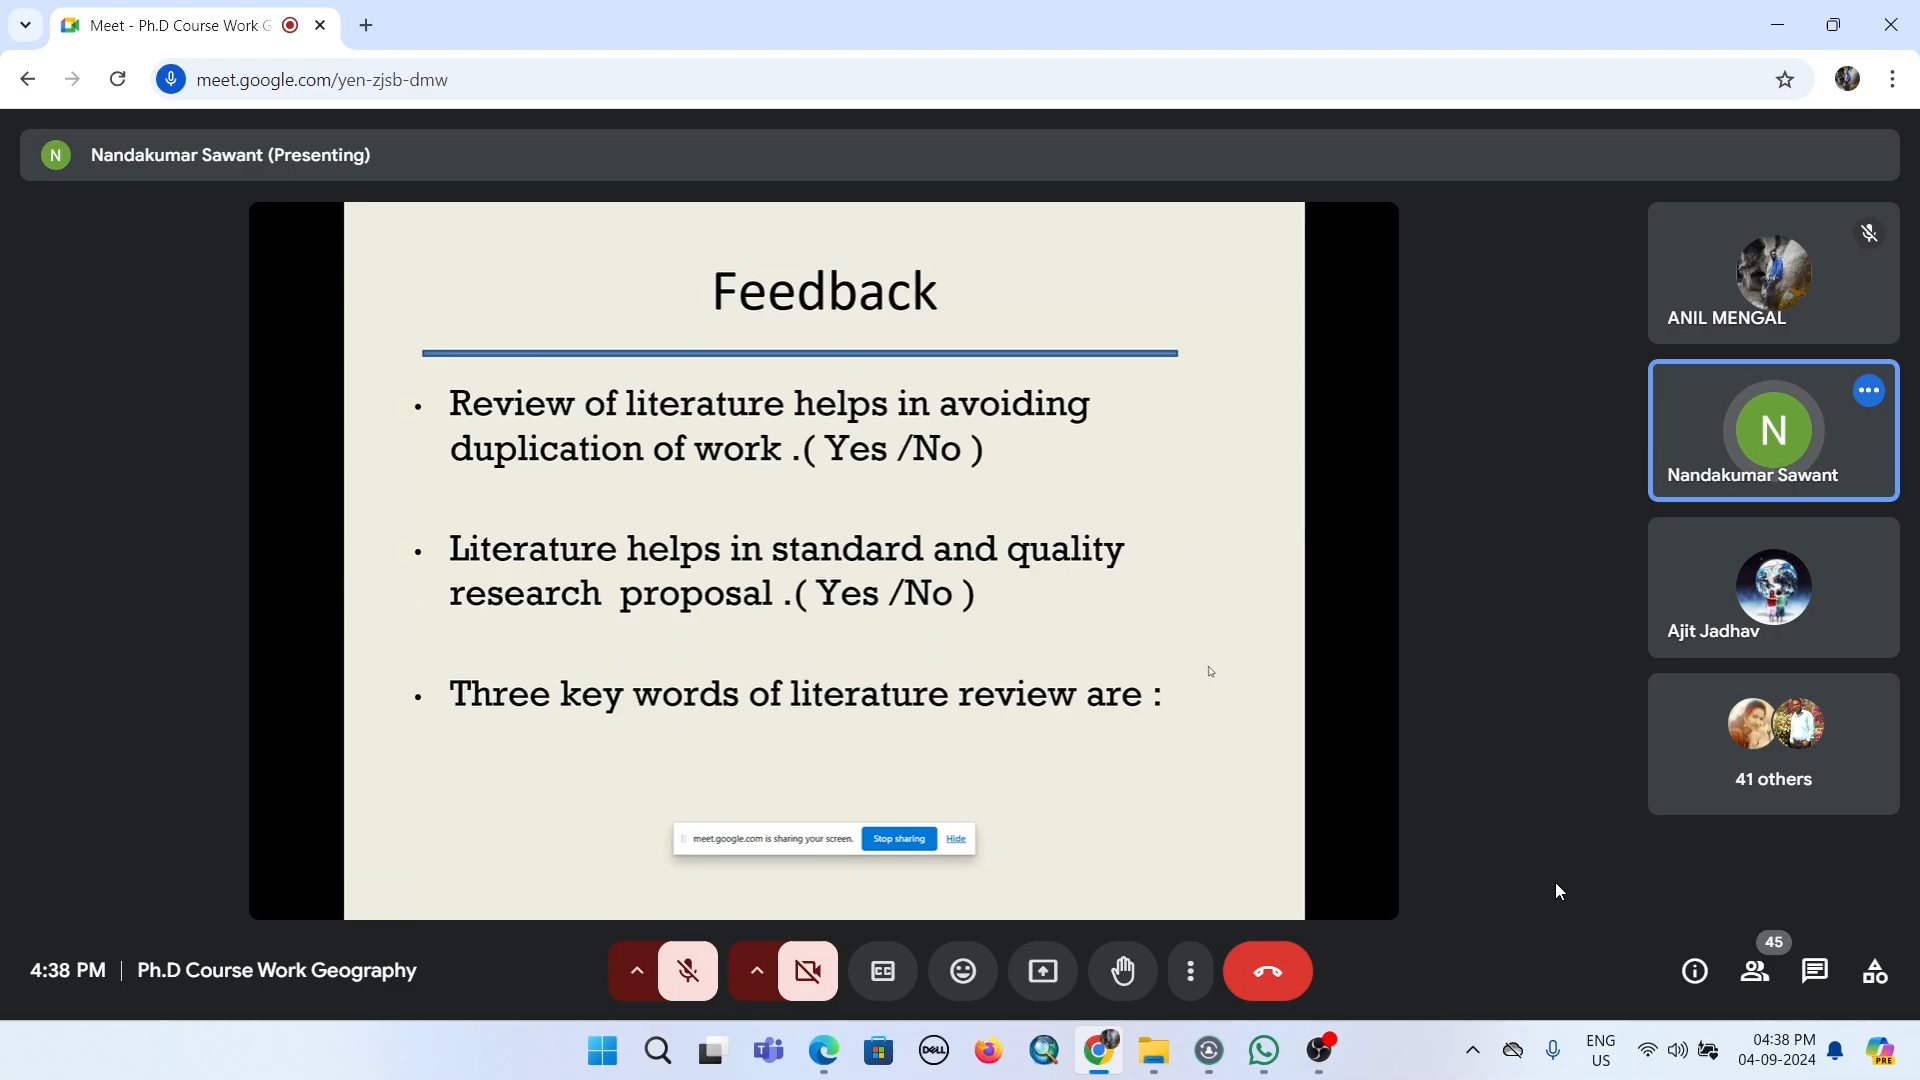 Meet - Ph.D Course Work G
meet.google.com/yen-zjsb-dmw
N
Nandakumar Sawant (Presenting)
Feedback
• Review of literature helps in avoiding
duplication of work .( Yes /No )
• Literature helps in standard and quality
research proposal .( Yes /No )
• Three key words of literature review are :
meet.google.com is sharing your screen.
Stop sharing
Hide
ANIL MENGAL
N
Nandakumar Sawant
Ajit Jadhav
41 others
4:38 PM
Ph.D Course Work Geography
CC
45
DELL
ENG
US
04:38 PM
04-09-2024
PRE